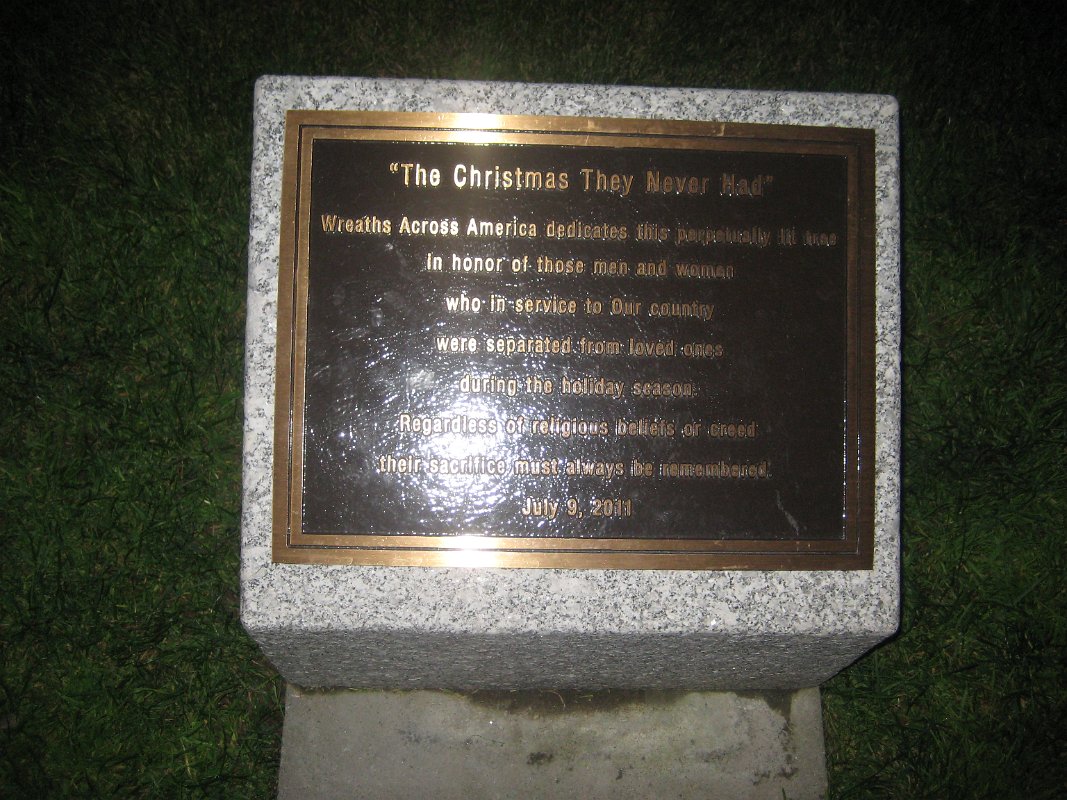 "The Christmas They Never Had"
Wreaths Across America dedicates this perpetually lit tree
in honor of those men and women
who in service to Our country
were separated from loved ones
during the holiday season.
Regardless of religious beliefs or creed
their sacrifice must always be remembered.
July 9, 2011